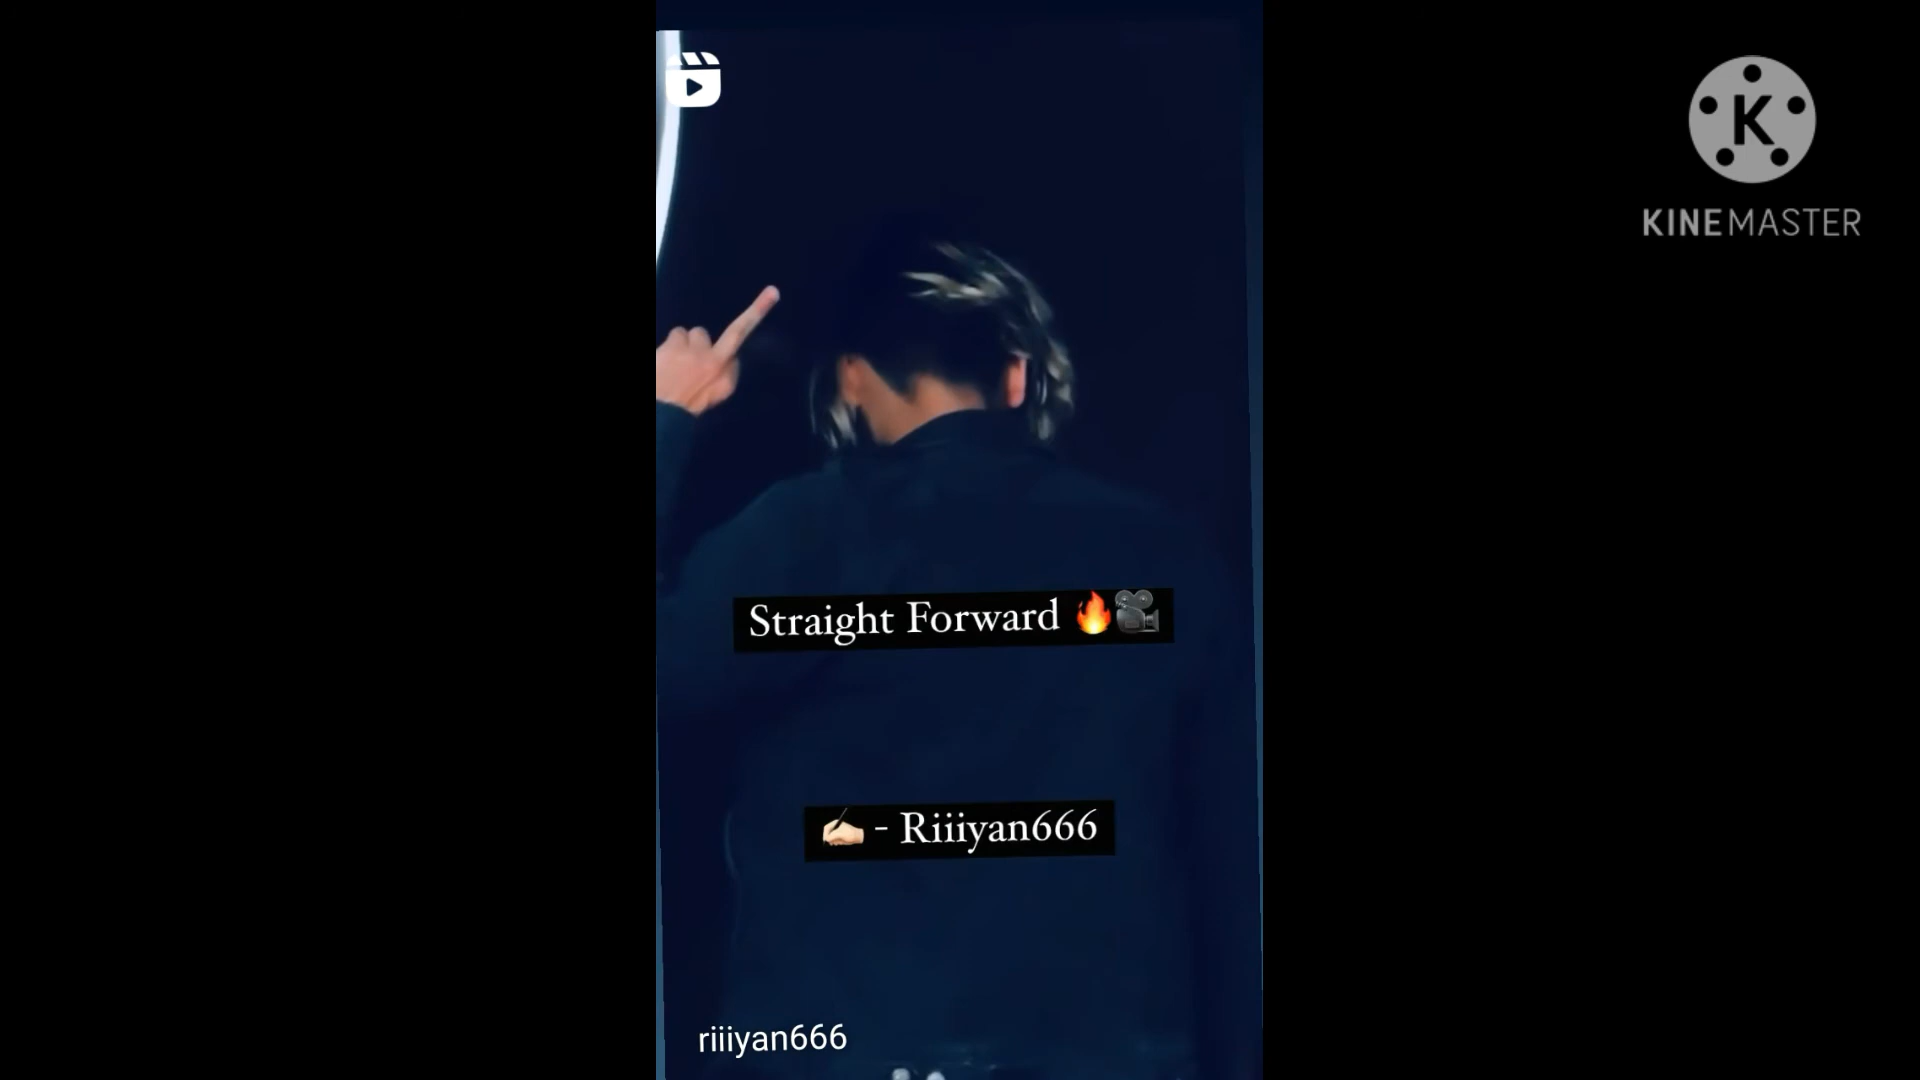 K
KINEMASTER
Straight Forward 🔥🎥
✍🏻 - Riiiyan666
riiiyan666